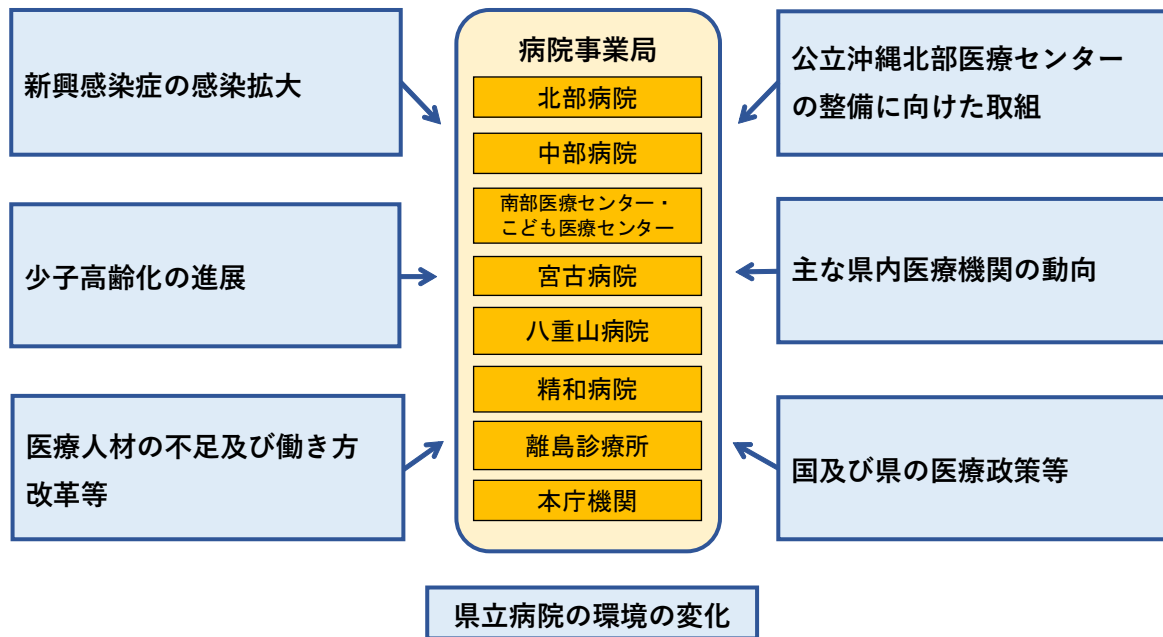 新興感染症の感染拡大
少子高齢化の進展
医療人材の不足及び働き方
改革等
病院事業局
北部病院
中部病院
南部医療センター・
こども医療センター
宮古病院
八重山病院
精和病院
離島診療所
本庁機関
公立沖縄北部医療センター
の整備に向けた取組
主な県内医療機関の動向
国及び県の医療政策等
県立病院の環境の変化